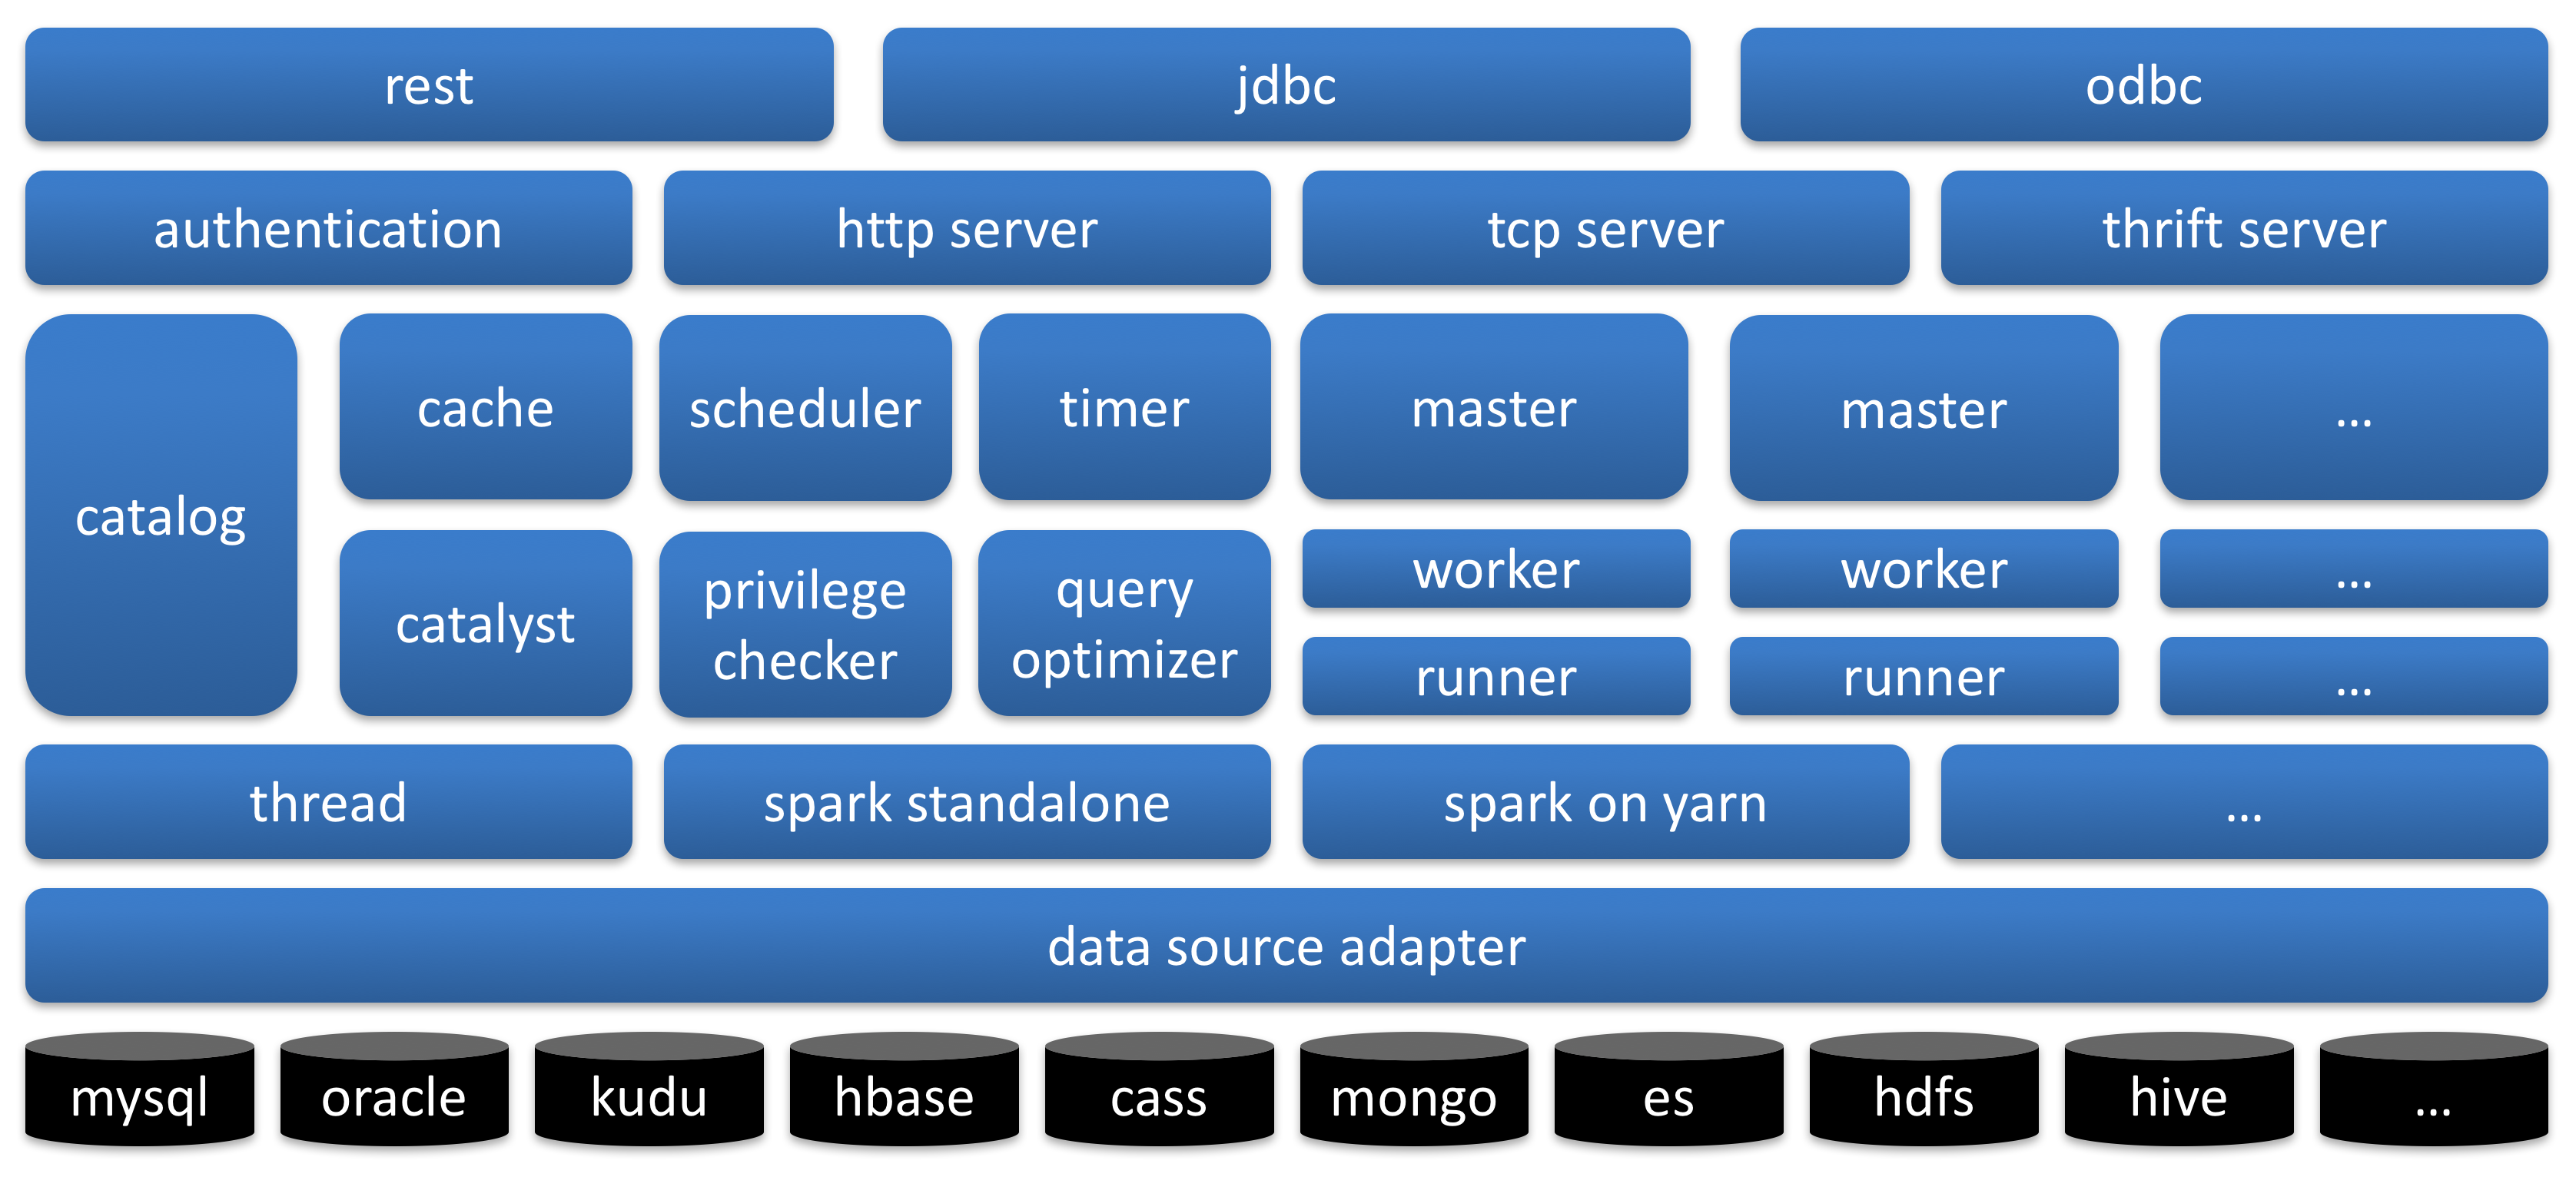 rest
jdbc
odbc
authentication
http server
tcp server
thrift server
catalog
cache
scheduler
timer
master
master
...
catalyst
privilege
checker
query
optimizer
worker
worker
...
runner
runner
...
thread
spark standalone
spark on yarn
...
data source adapter
mysql
oracle
kudu
hbase
cass
mongo
es
hdfs
hive
...